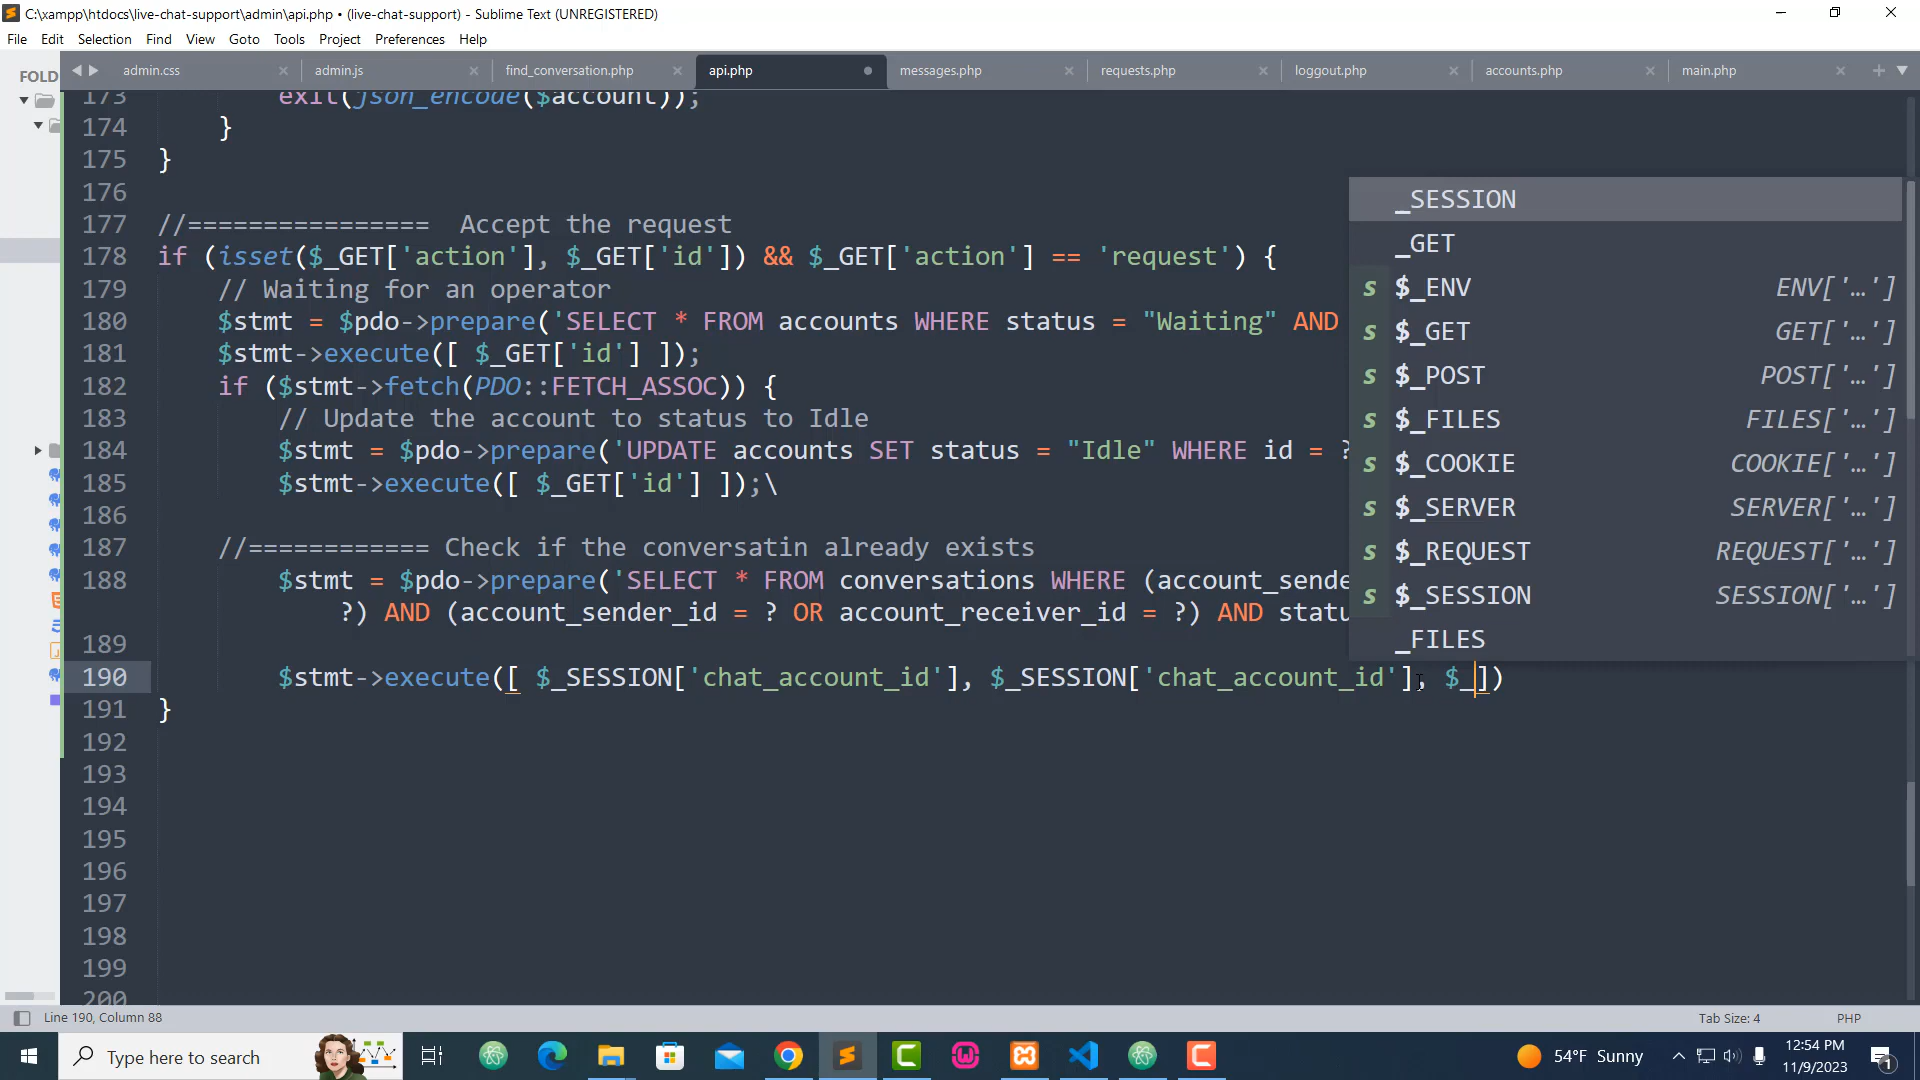 C:\xampp\htdocs\live-chat-support\admin\api.php • (live-chat-support) - Sublime Text (UNREGISTERED)
File Edit Selection Find View Goto Tools Project Preferences Help
FOLD
admin.css admin.js find_conversation.php api.php messages.php requests.php loggout.php accounts.php main.php
173 exit(json_encode($account));
174 }
175 }
176
177 //================ Accept the request
178 if (isset($_GET['action'], $_GET['id']) && $_GET['action'] == 'request') {
179 // Waiting for an operator
180 $stmt = $pdo->prepare('SELECT * FROM accounts WHERE status = "Waiting" AND
181 $stmt->execute([ $_GET['id'] ]);
182 if ($stmt->fetch(PDO::FETCH_ASSOC)) {
183 // Update the account to status to Idle
184 $stmt = $pdo->prepare('UPDATE accounts SET status = "Idle" WHERE id = ?
185 $stmt->execute([ $_GET['id'] ]);\
186
187 //============ Check if the conversatin already exists
188 $stmt = $pdo->prepare('SELECT * FROM conversations WHERE (account_sende
?) AND (account_sender_id = ? OR account_receiver_id = ?) AND statu
189
190 $stmt->execute([ $_SESSION['chat_account_id'], $_SESSION['chat_account_id'], $_])
191 }
192
193
194
195
196
197
198
199
200
_SESSION
_GET
s $_ENV ENV['…']
s $_GET GET['…']
s $_POST POST['…']
s $_FILES FILES['…']
s $_COOKIE COOKIE['…']
s $_SERVER SERVER['…']
s $_REQUEST REQUEST['…']
s $_SESSION SESSION['…']
_FILES
Line 190, Column 88 Tab Size: 4 PHP
Type here to search 54°F Sunny 12:54 PM
11/9/2023 1